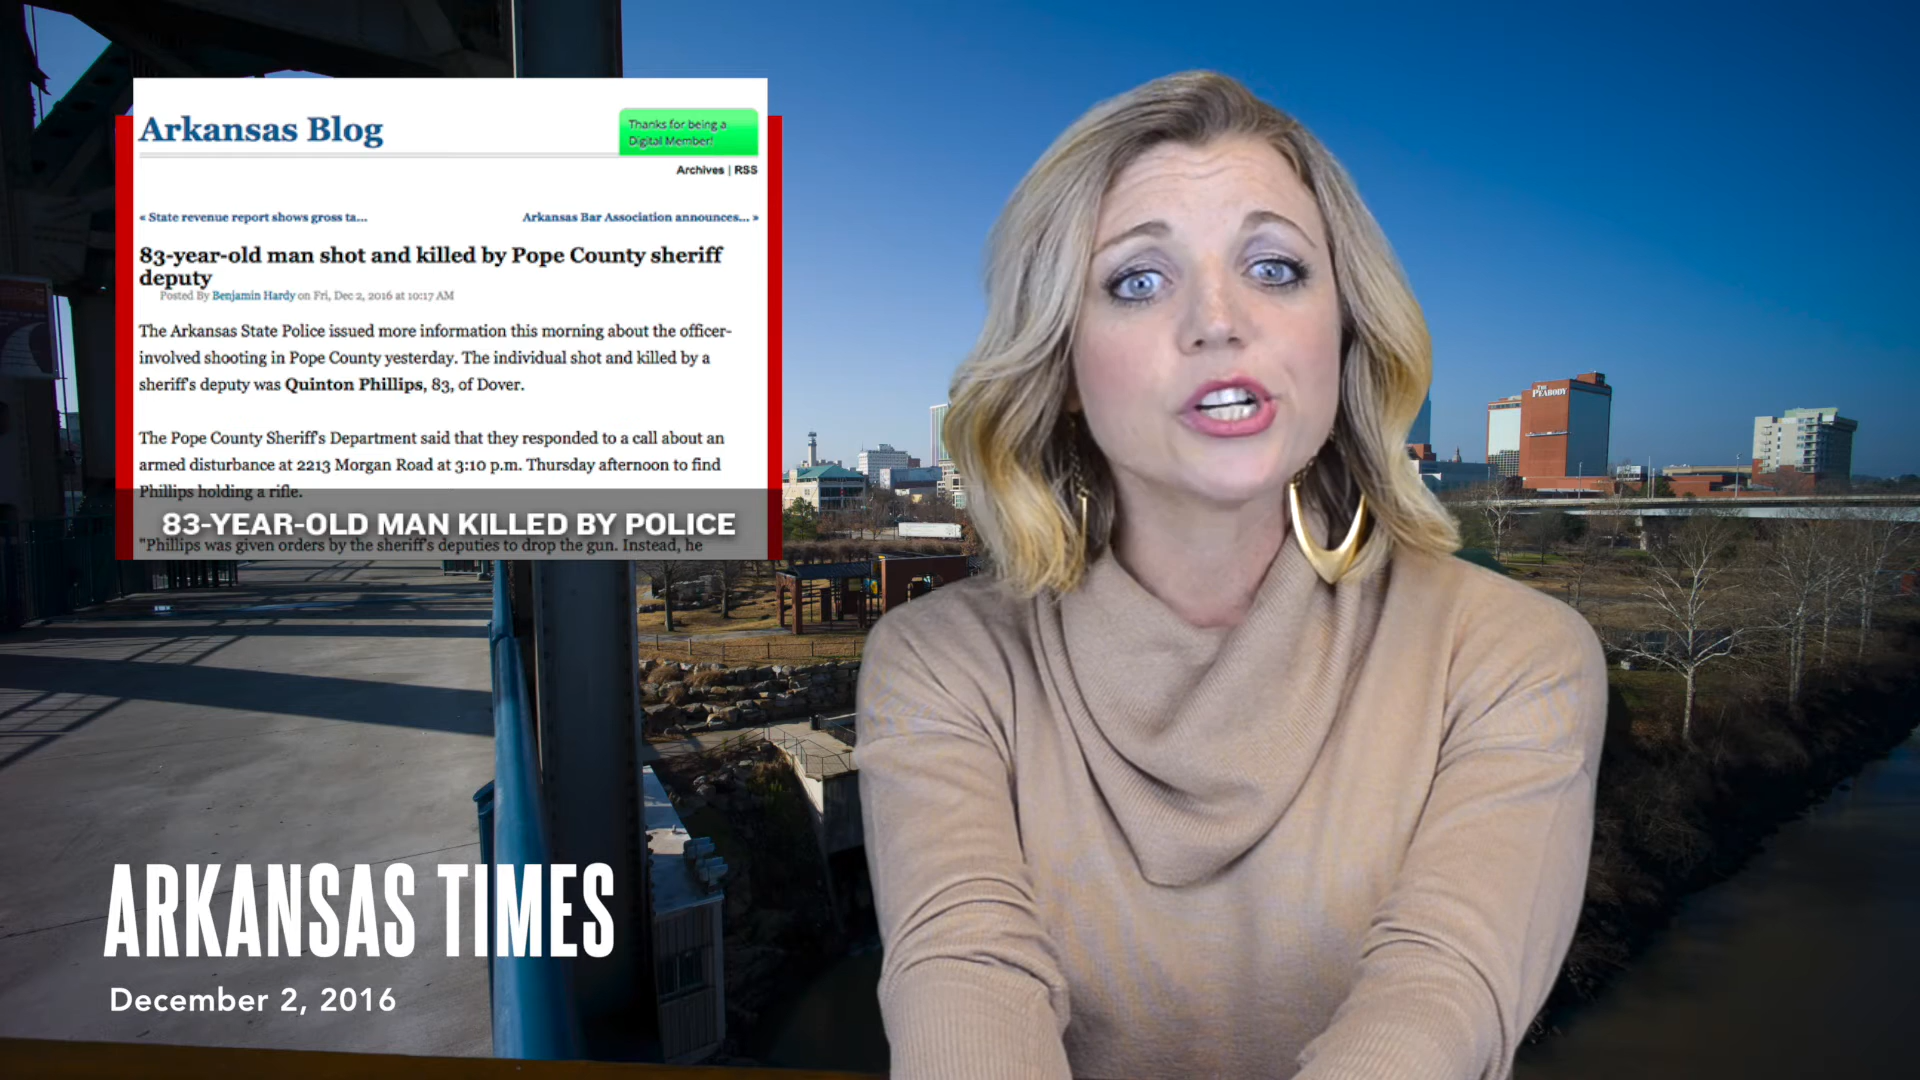 Arkansas Blog
Thanks for being a
Digital Member!
Archives | RSS
« State revenue report shows gross ta...
Arkansas Bar Association announces... »
83-year-old man shot and killed by Pope County sheriff
deputy
Posted By Benjamin Hardy on Fri, Dec 2, 2016 at 10:17 AM
The Arkansas State Police issued more information this morning about the officer-
involved shooting in Pope County yesterday. The individual shot and killed by a
sheriff's deputy was Quinton Phillips, 83, of Dover.
The Pope County Sheriff's Department said that they responded to a call about an
armed disturbance at 2213 Morgan Road at 3:10 p.m. Thursday afternoon to find
Phillips holding a rifle.
83-YEAR-OLD MAN KILLED BY POLICE
"Phillips was given orders by the sheriff's deputies to drop the gun. Instead, he
THE
PEABODY
ARKANSAS TIMES
December 2, 2016